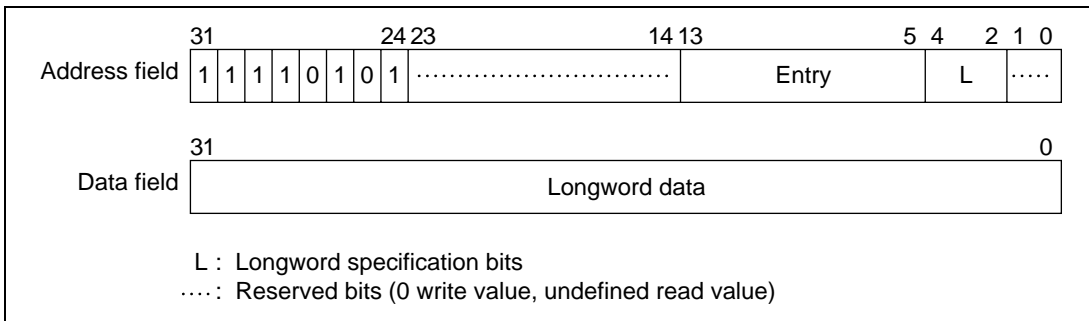 31 24 23 14 13 5 4 2 1 0
Address field 1 1 1 1 0 1 0 1 Entry L
31 0
Data field Longword data
L : Longword specification bits
.... : Reserved bits (0 write value, undefined read value)